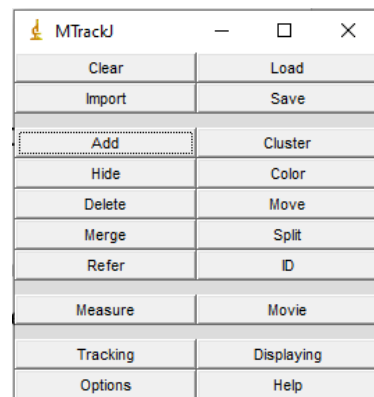 MTrackJ
Clear Load
Import Save
Add Cluster
Hide Color
Delete Move
Merge Split
Refer ID
Measure Movie
Tracking Displaying
Options Help